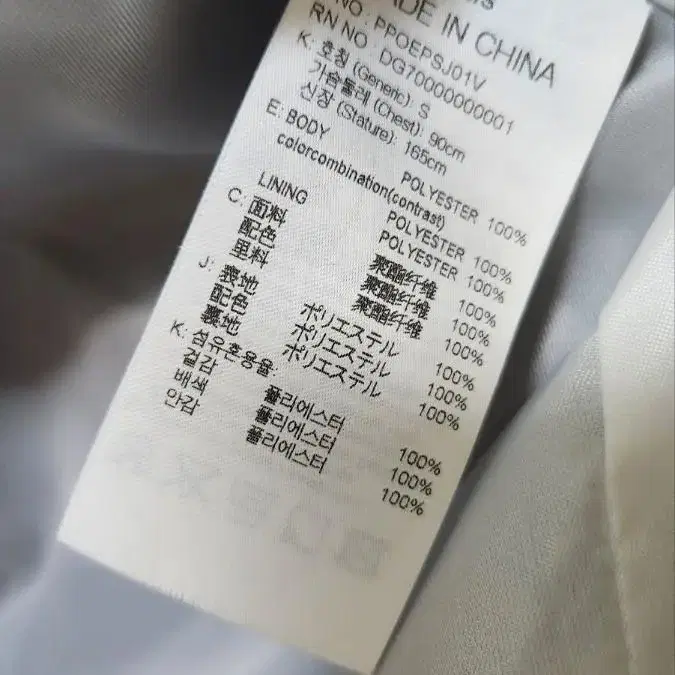 MADE IN CHINA
NO: PPOEPSJ01V
RN NO: DG70000000001
K: 호칭 (Generic): S
가슴둘레 (Chest): 90cm
신장 (Stature): 165cm
E: BODY POLYESTER 100%
colorcombination(contrast) POLYESTER 100%
LINING POLYESTER 100%
C: 面料 聚酯纤维 100%
配色 聚酯纤维 100%
里料 聚酯纤维 100%
J: 表地 ポリエステル 100%
配色 ポリエステル 100%
裏地 ポリエステル 100%
K: 섬유혼용율:
겉감 폴리에스터 100%
배색 폴리에스터 100%
안감 폴리에스터 100%